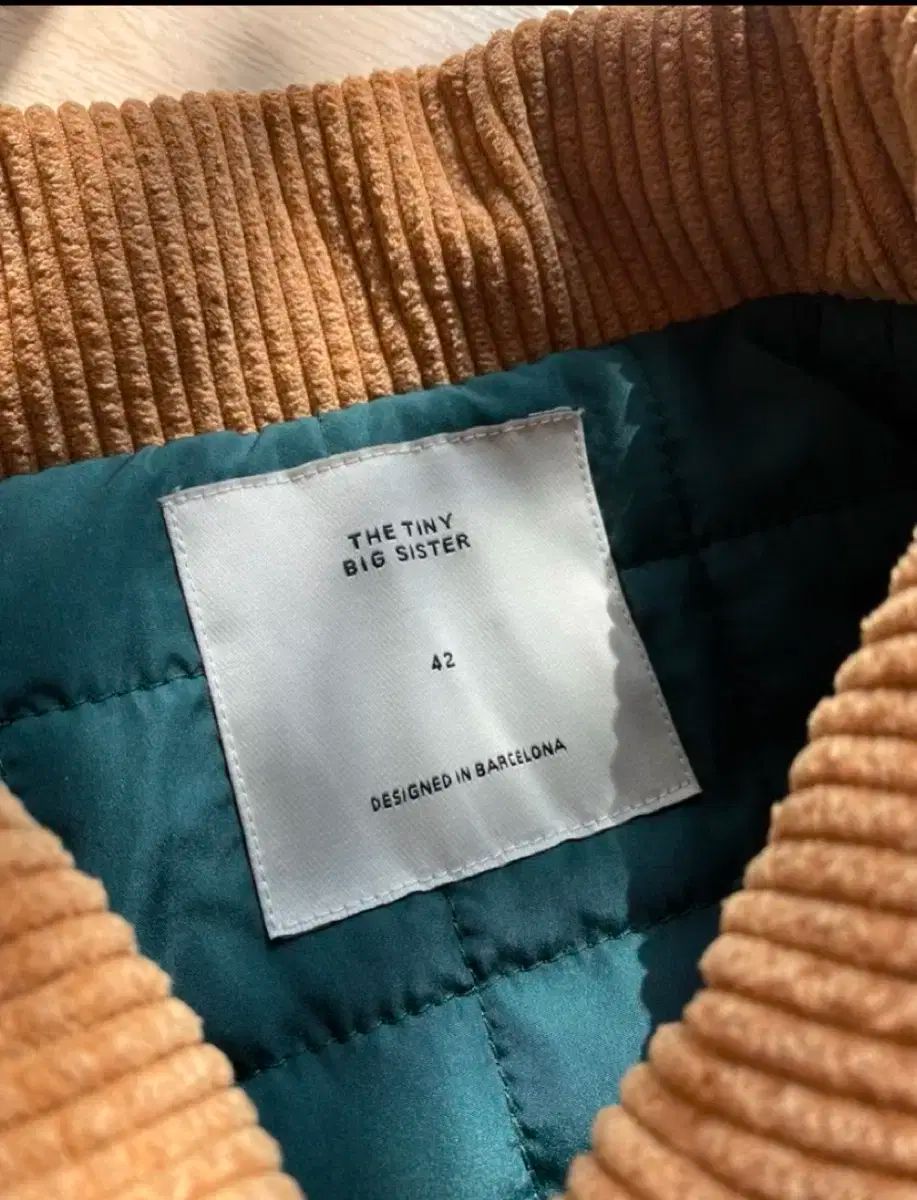 THE TINY
BIG SISTER
42
DESIGNED IN BARCELONA